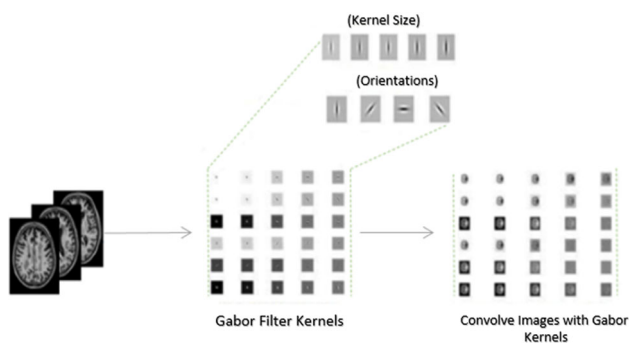 (Kernel Size)
(Orientations)
Gabor Filter Kernels
Convolve Images with Gabor
Kernels